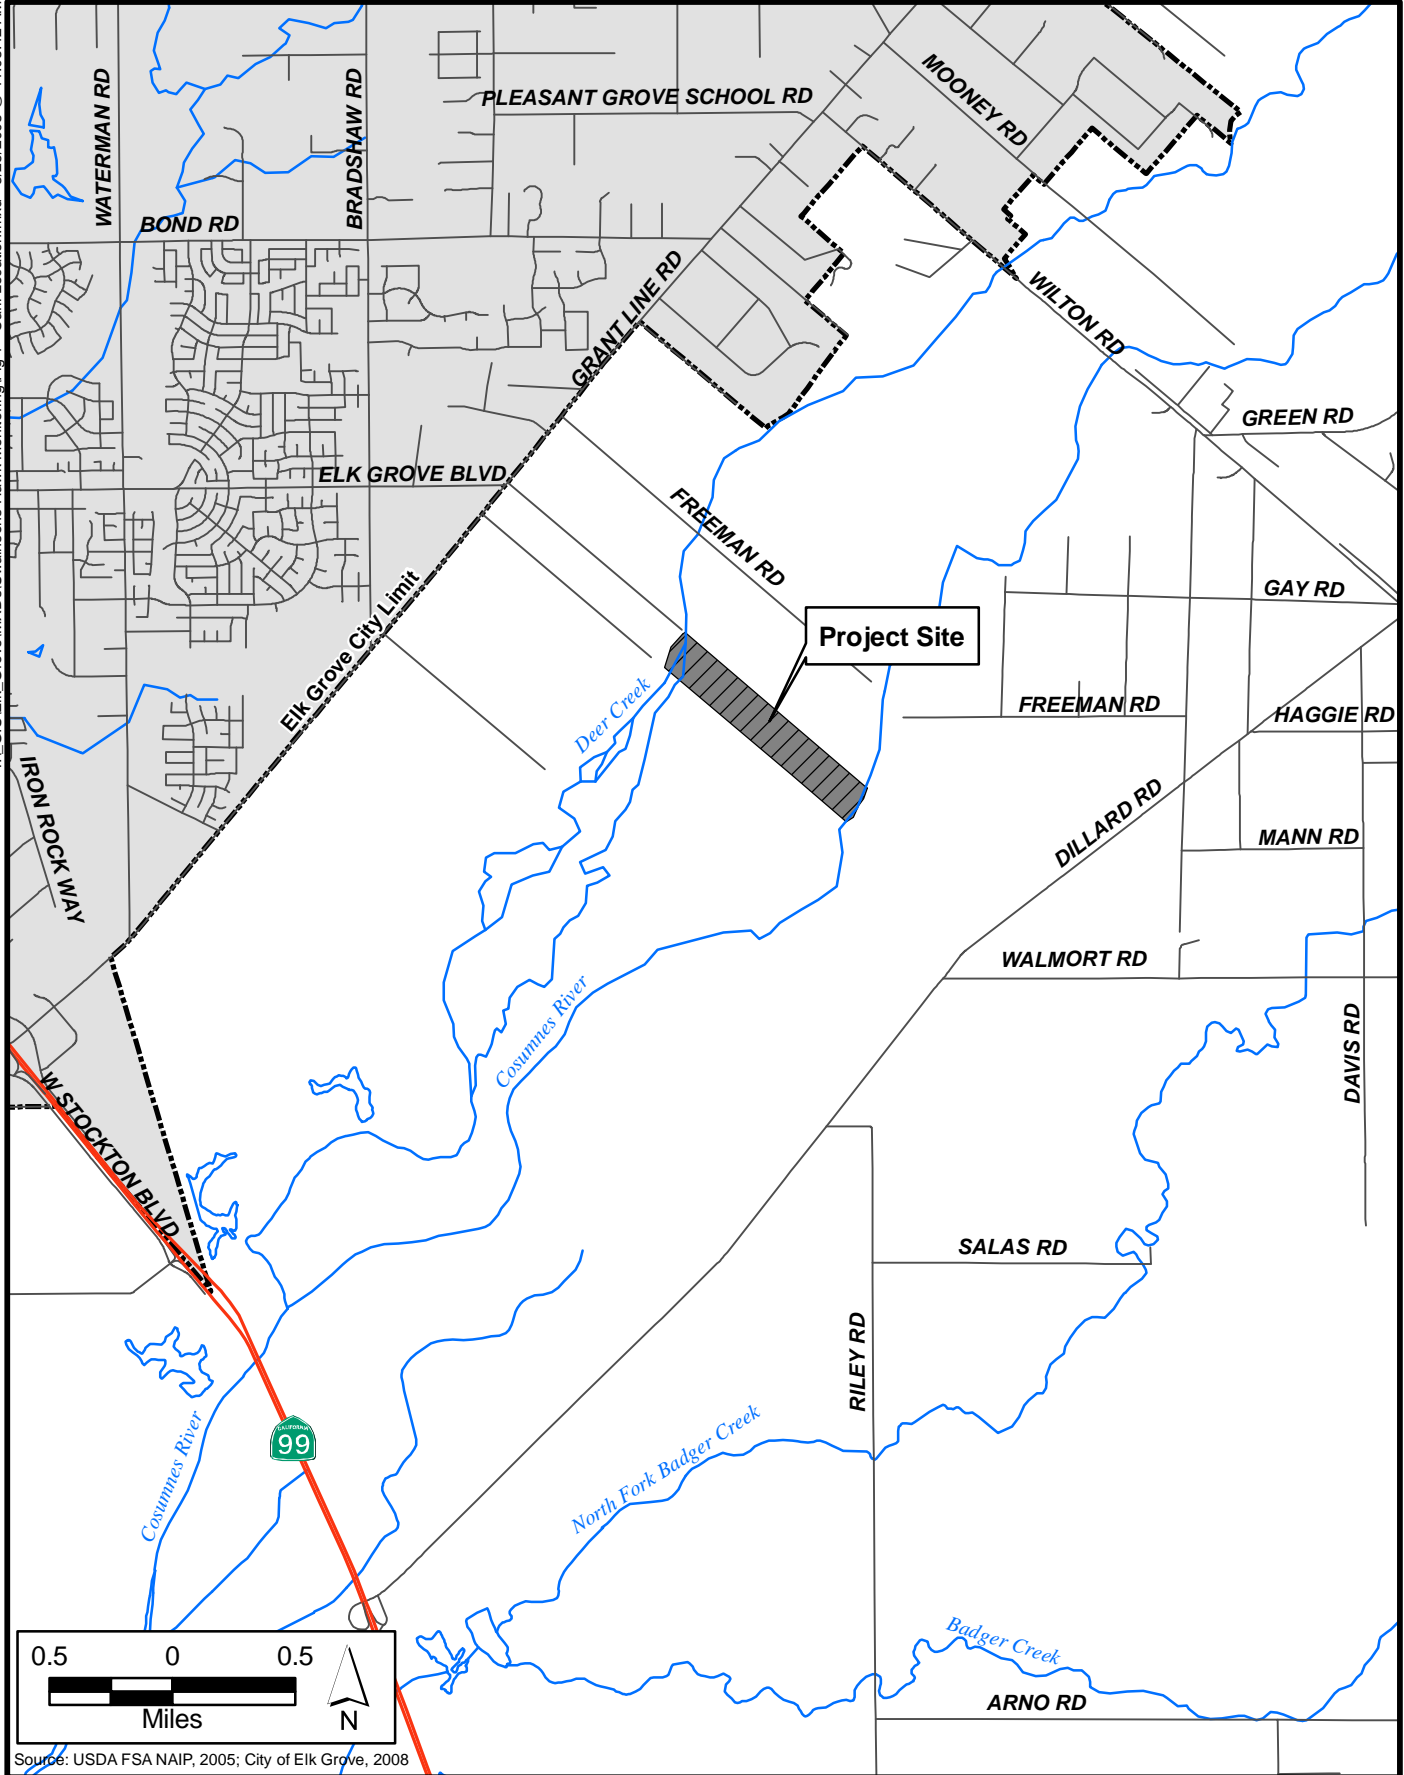 PLEASANT GROVE SCHOOL RD
MOONEY RD
WATERMAN RD
BRADSHAW RD
BOND RD
GRANT LINE RD
WILTON RD
GREEN RD
ELK GROVE BLVD
FREEMAN RD
Elk Grove City Limit
GAY RD
Project Site
Deer Creek
FREEMAN RD
HAGGIE RD
IRON ROCK WAY
DILLARD RD
MANN RD
WALMORT RD
Cosumnes River
DAVIS RD
W STOCKTON BLVD
SALAS RD
RILEY RD
CALIFORNIA
99
Cosumnes River
North Fork Badger Creek
Badger Creek
ARNO RD
0.5 0 0.5
Miles
N
Source: USDA FSA NAIP, 2005; City of Elk Grove, 2008